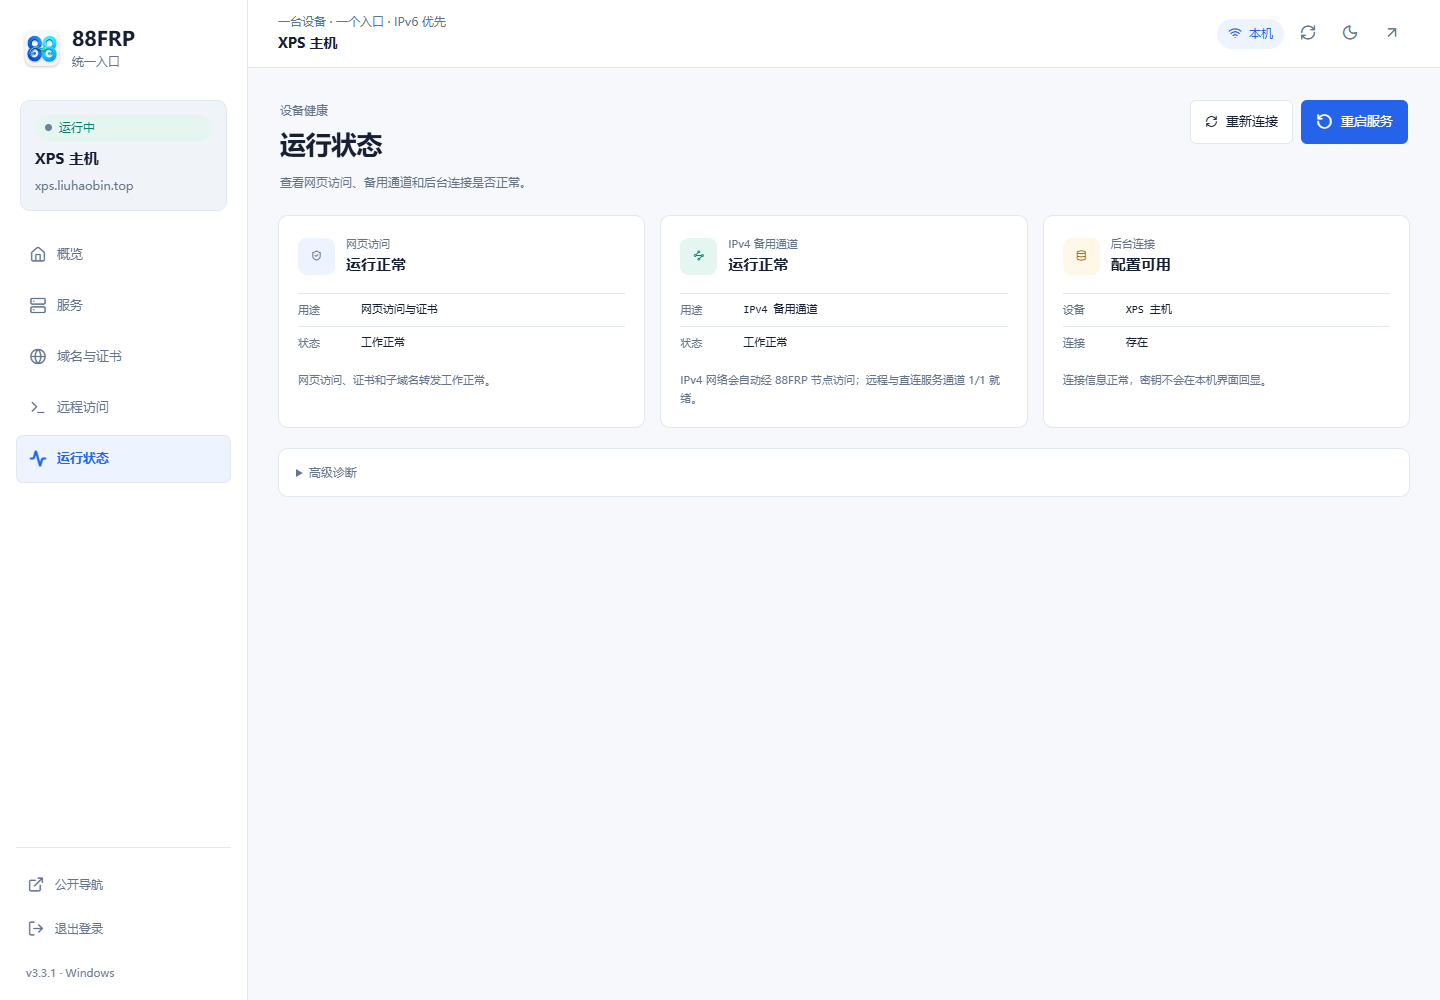 88FRP
统一入口
运行中
XPS 主机
xps.liuhaobin.top
概览
服务
域名与证书
远程访问
运行状态
公开导航
退出登录
v3.3.1 · Windows
一台设备 · 一个入口 · IPv6 优先
XPS 主机
本机
设备健康
运行状态
查看网页访问、备用通道和后台连接是否正常。
重新连接
重启服务
网页访问
运行正常
用途 网页访问与证书
状态 工作正常
网页访问、证书和子域名转发工作正常。
IPv4 备用通道
运行正常
用途 IPv4 备用通道
状态 工作正常
IPv4 网络会自动经 88FRP 节点访问；远程与直连服务通道 1/1 就
绪。
后台连接
配置可用
设备 XPS 主机
连接 存在
连接信息正常，密钥不会在本机界面回显。
高级诊断